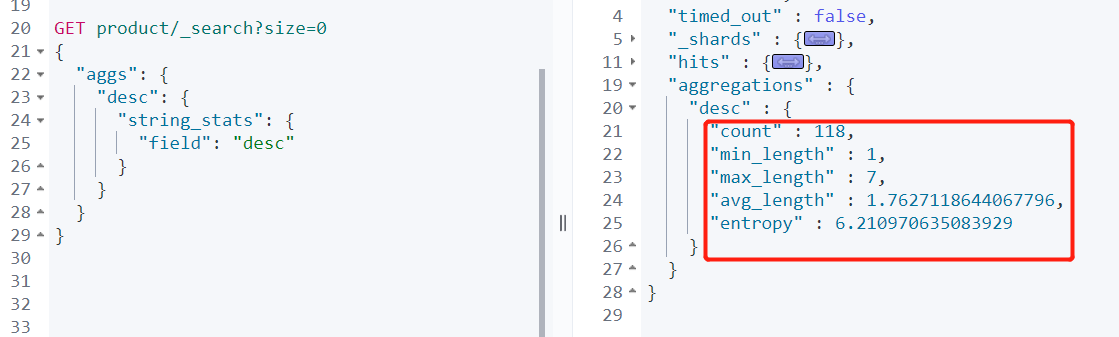 19
20 GET product/_search?size=0
21 {
22 "aggs": {
23 "desc": {
24 "string_stats": {
25 "field": "desc"
26 }
27 }
28 }
29 }
30
31
32
33
4 "timed_out" : false,
5 "_shards" : {},
11 "hits" : {},
19 "aggregations" : {
20 "desc" : {
21 "count" : 118,
22 "min_length" : 1,
23 "max_length" : 7,
24 "avg_length" : 1.7627118644067796,
25 "entropy" : 6.210970635083929
26 }
27 }
28 }
29